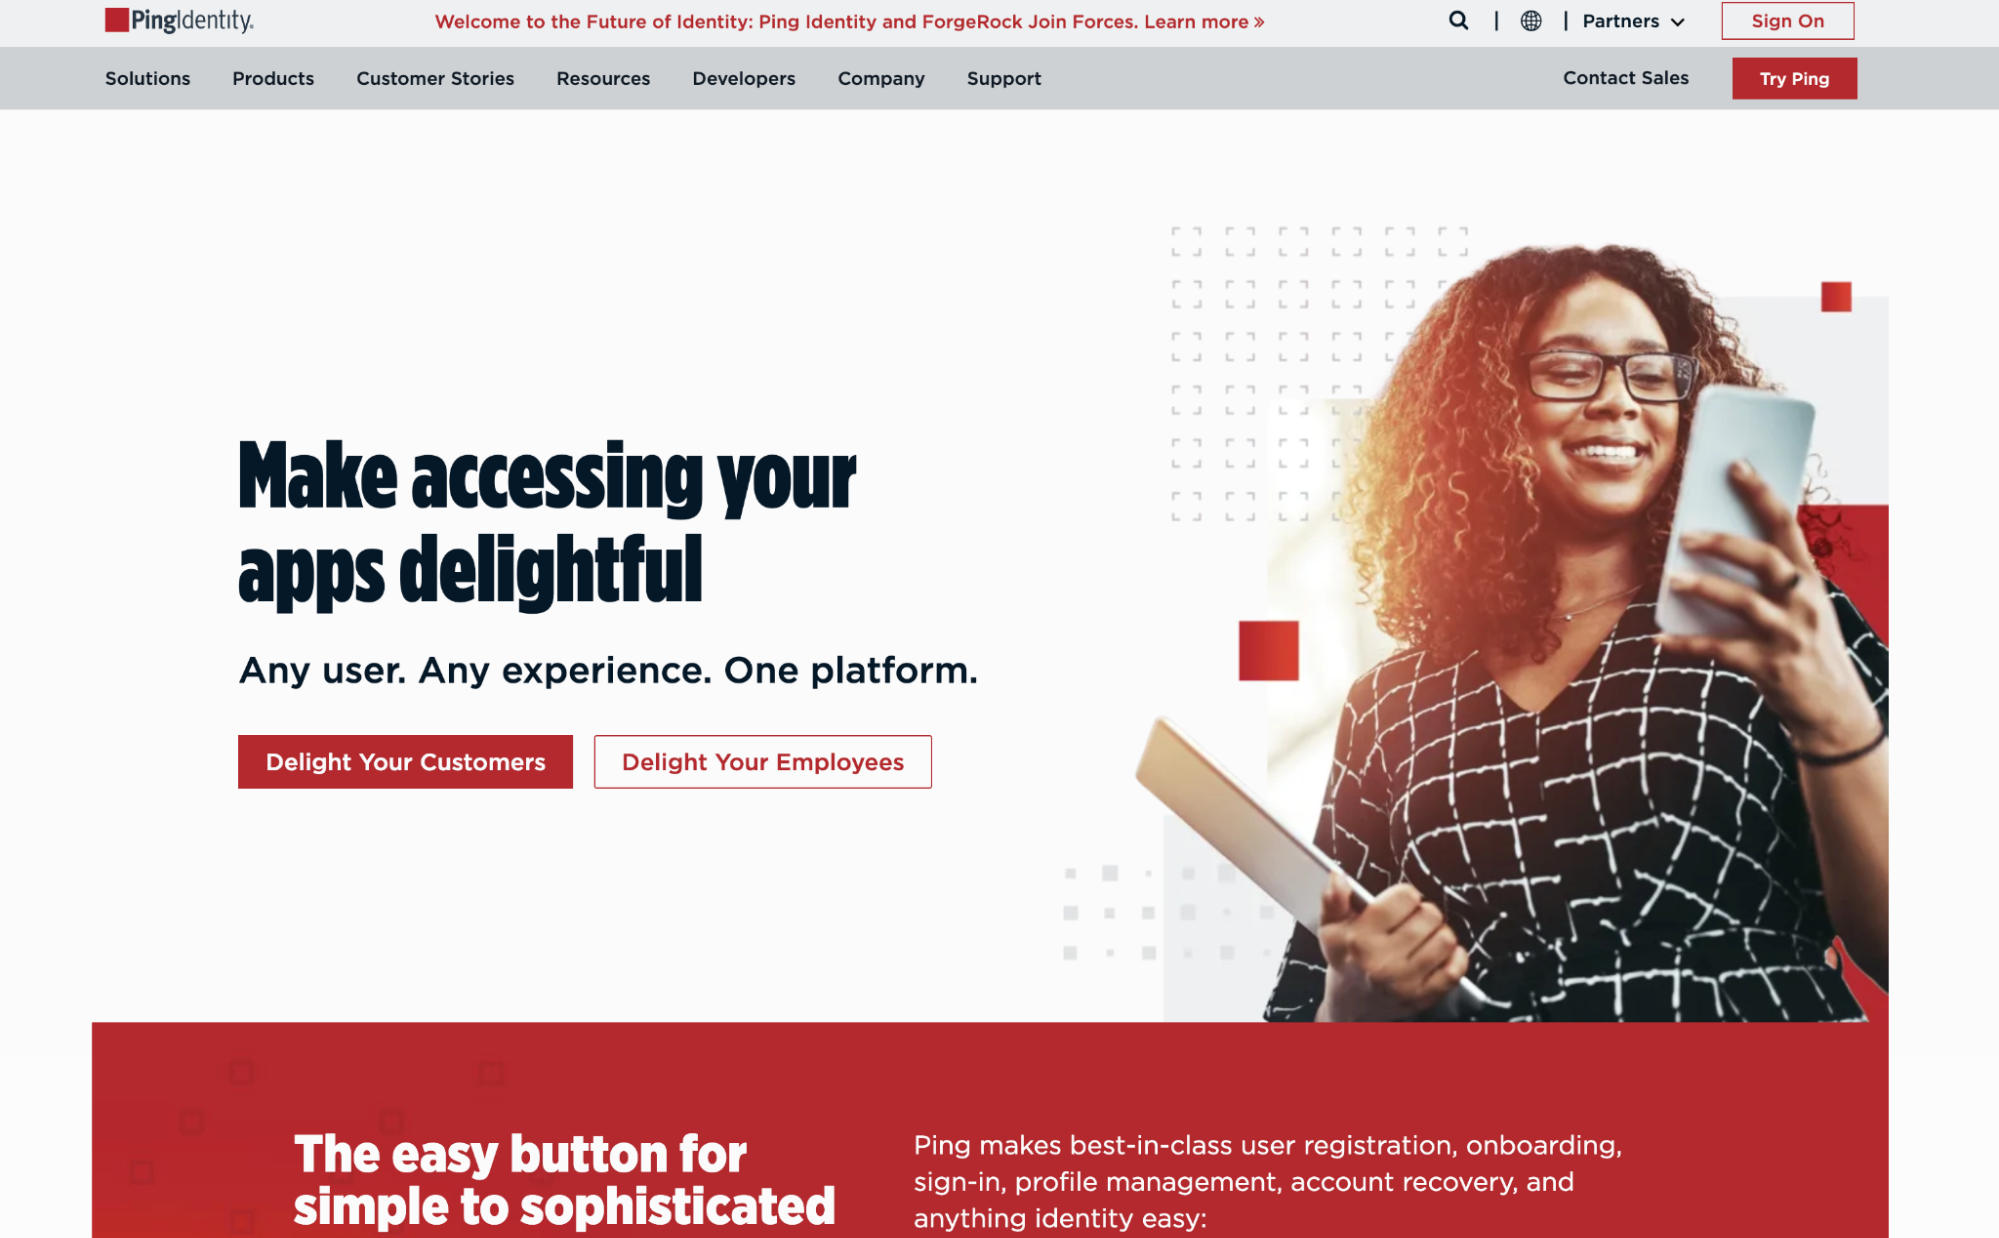 PingIdentity.
Welcome to the Future of Identity: Ping Identity and ForgeRock Join Forces. Learn more »
Partners
Sign On
Solutions
Products
Customer Stories
Resources
Developers
Company
Support
Contact Sales
Try Ping
Make accessing your
apps delightful
Any user. Any experience. One platform.
Delight Your Customers
Delight Your Employees
The easy button for
simple to sophisticated
Ping makes best-in-class user registration, onboarding,
sign-in, profile management, account recovery, and
anything identity easy: